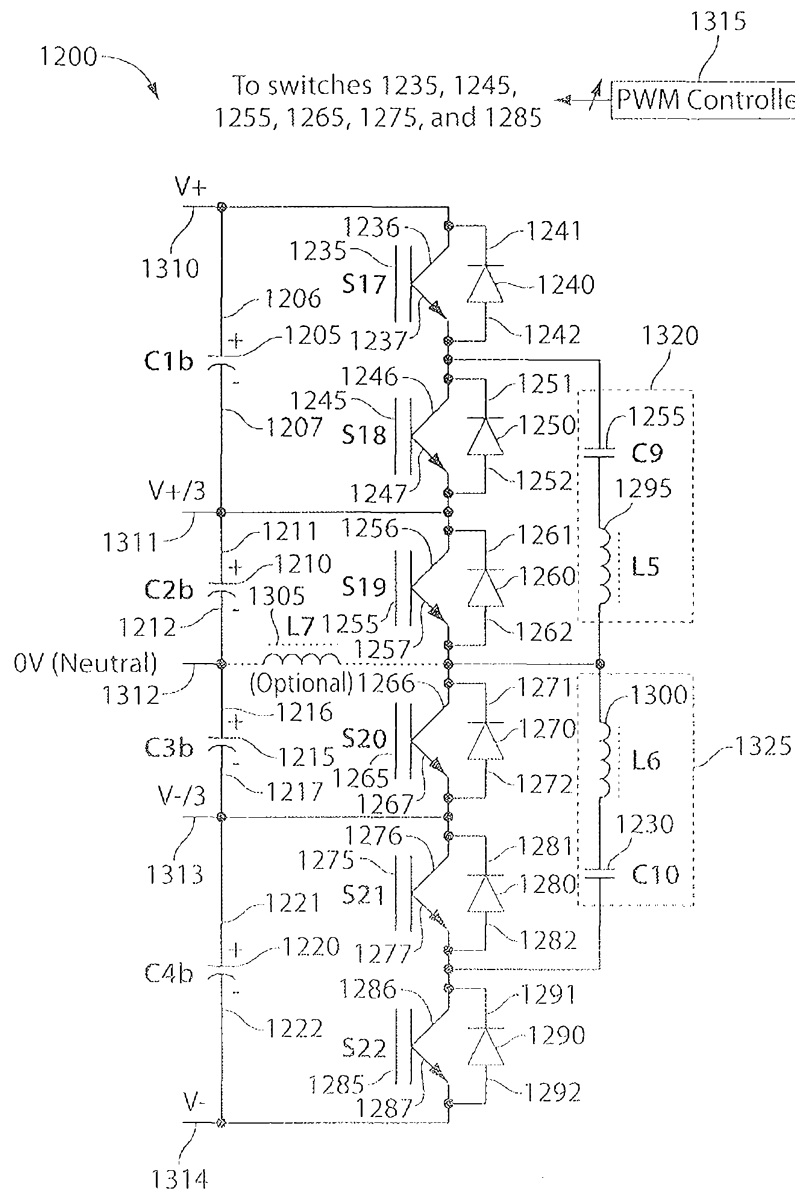 1200
To switches 1235, 1245,
1255, 1265, 1275, and 1285
1315
PWM Controlle
V+
1310
1206
1205
+
C1b
-
1207
1235
S17
1236
1237
1241
1240
1242
1246
1245
S18
1247
1251
1250
1252
1320
1255
C9
1295
L5
V+/3
1311
1211
+
1210
C2b
-
1212
1305
L7
1256
S19
1255
1257
1261
1260
1262
0V (Neutral)
1312
(Optional)
1266
1216
+
C3b
1215
-
1217
S20
1265
1267
1271
1270
1272
1300
L6
1325
1230
C10
V-/3
1313
1276
1275
S21
1277
1281
1280
1282
1221
+
1220
C4b
-
1222
1286
S22
1285
1287
1291
1290
1292
V-
1314